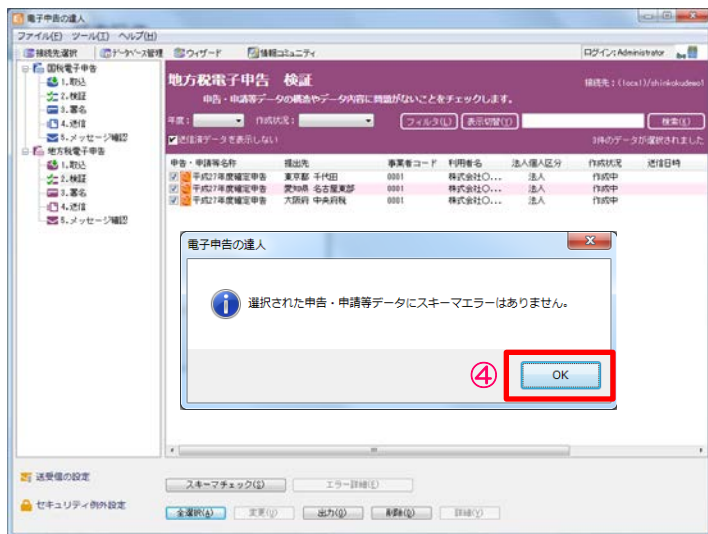 電子申告の達人
ファイル(F) ツール(T) ヘルプ(H)
接続先選択 データベース管理 ウィザード 情報コミュニティ ログイン: Administrator
国税電子申告
1.取込
2.検証
3.署名
4.送信
5.メッセージ確認
地方税電子申告
1.取込
2.検証
3.署名
4.送信
5.メッセージ確認
地方税電子申告 検証
接続先:(local)/shinkokudemo1
申告・申請等データの構造やデータ内容に問題がないことをチェックします。
年度: 作成状況: フィルタ(L) 表示切替(T) 検索(K)
送信済データを表示しない 3件のデータが選択されました
申告・申請等名称 提出先 事業者コード 利用者名 法人個人区分 作成状況 送信日時
平成27年度確定申告 東京都 千代田 0001 株式会社〇... 法人 作成中
平成27年度確定申告 愛知県 名古屋東部 0001 株式会社〇... 法人 作成中
平成27年度確定申告 大阪府 中央府税 0001 株式会社〇... 法人 作成中
電子申告の達人
選択された申告・申請等データにスキーマエラーはありません。
④ OK
送受信の設定
セキュリティ例外設定
スキーマチェック(S) エラー詳細(E)
全選択(A) 変更(U) 出力(O) 削除(D) 詳細(Y)